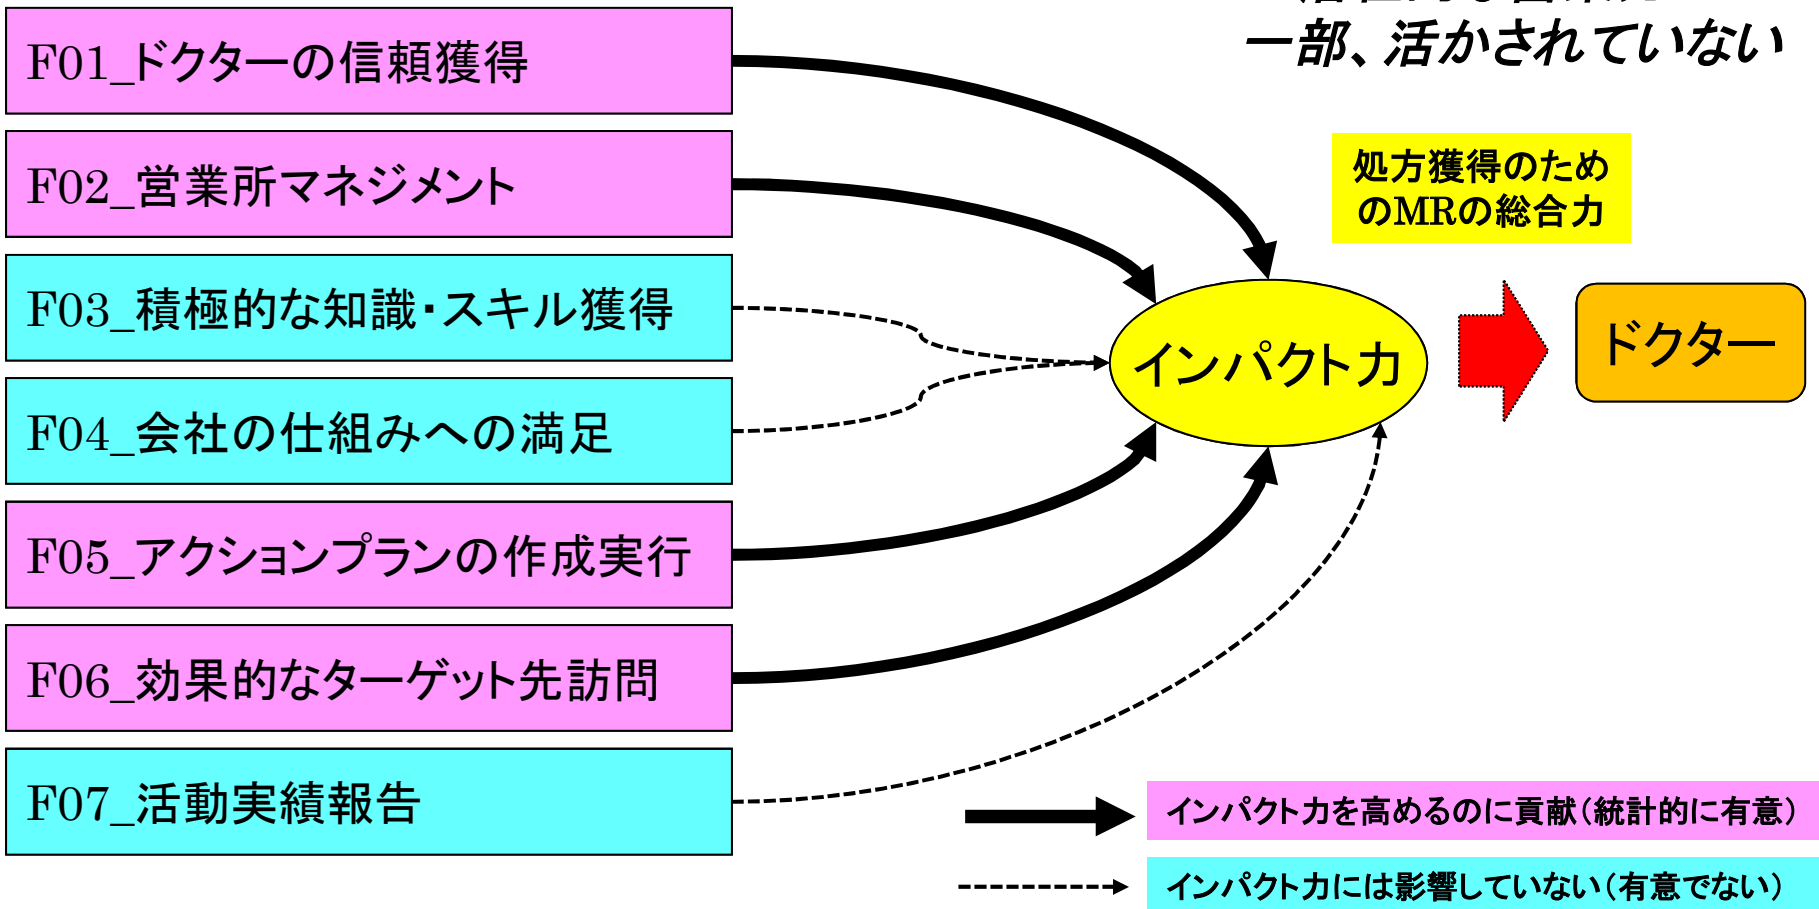 一部、活かされていない
F01_ドクターの信頼獲得
F02_営業所マネジメント
F03_積極的な知識・スキル獲得
F04_会社の仕組みへの満足
F05_アクションプランの作成実行
F06_効果的なターゲット先訪問
F07_活動実績報告
処方獲得のため
のMRの総合力
インパクト力
ドクター
インパクト力を高めるのに貢献（統計的に有意）
インパクト力には影響していない（有意でない）